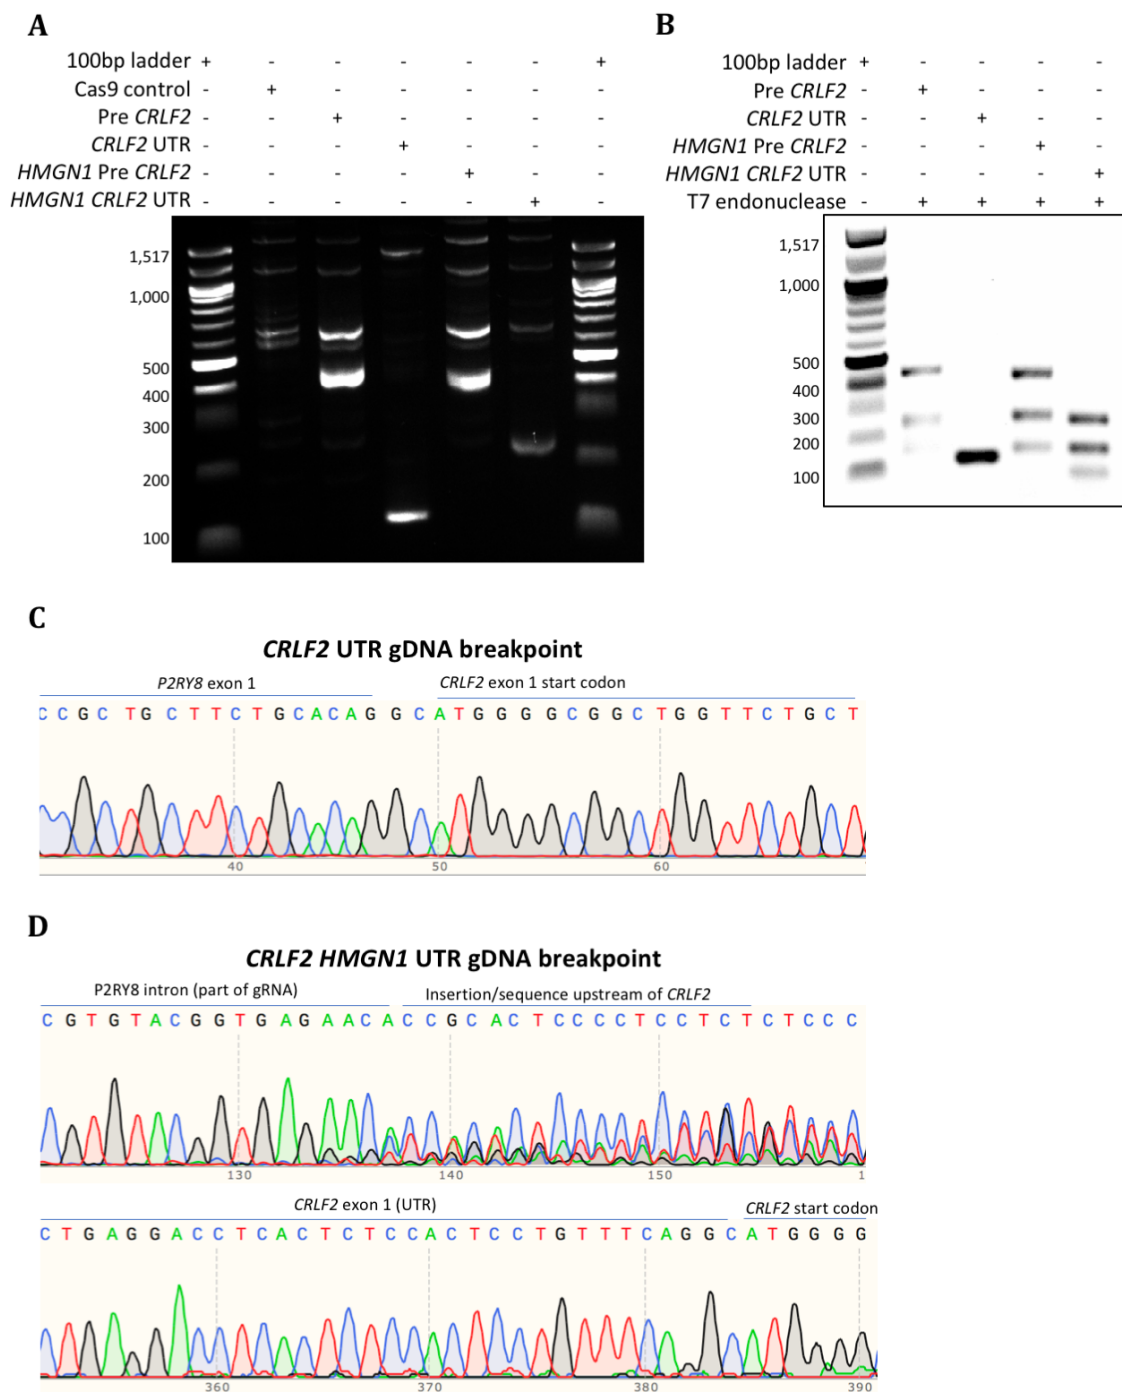 A
100bp ladder + - - - - - +
Cas9 control - + - - - - -
Pre CRLF2 - - + - - - -
CRLF2 UTR - - - + - - -
HMGN1 Pre CRLF2 - - - - + - -
HMGN1 CRLF2 UTR - - - - - + -
1,517
1,000
500
400
300
200
100
B
100bp ladder + - - - -
Pre CRLF2 - + - - -
CRLF2 UTR - - + - -
HMGN1 Pre CRLF2 - - - + -
HMGN1 CRLF2 UTR - - - - +
T7 endonuclease - + + + +
1,517
1,000
500
400
300
200
100
C
CRLF2 UTR gDNA breakpoint
P2RY8 exon 1 CRLF2 exon 1 start codon
C C G C T G C T T C T G C A C A G G C A T G G G G C G G C T G G T T C T G C T
40 50 60
D
CRLF2 HMGN1 UTR gDNA breakpoint
P2RY8 intron (part of gRNA) Insertion/sequence upstream of CRLF2
C G T G T A C G G T G A G A A C A C C G C A C T C C C C T C C T C T C T C C C
130 140 150 1
CRLF2 exon 1 (UTR) CRLF2 start codon
C T G A G G A C C T C A C T C T C C A C T C C T G T T T C A G G C A T G G G G
360 370 380 390